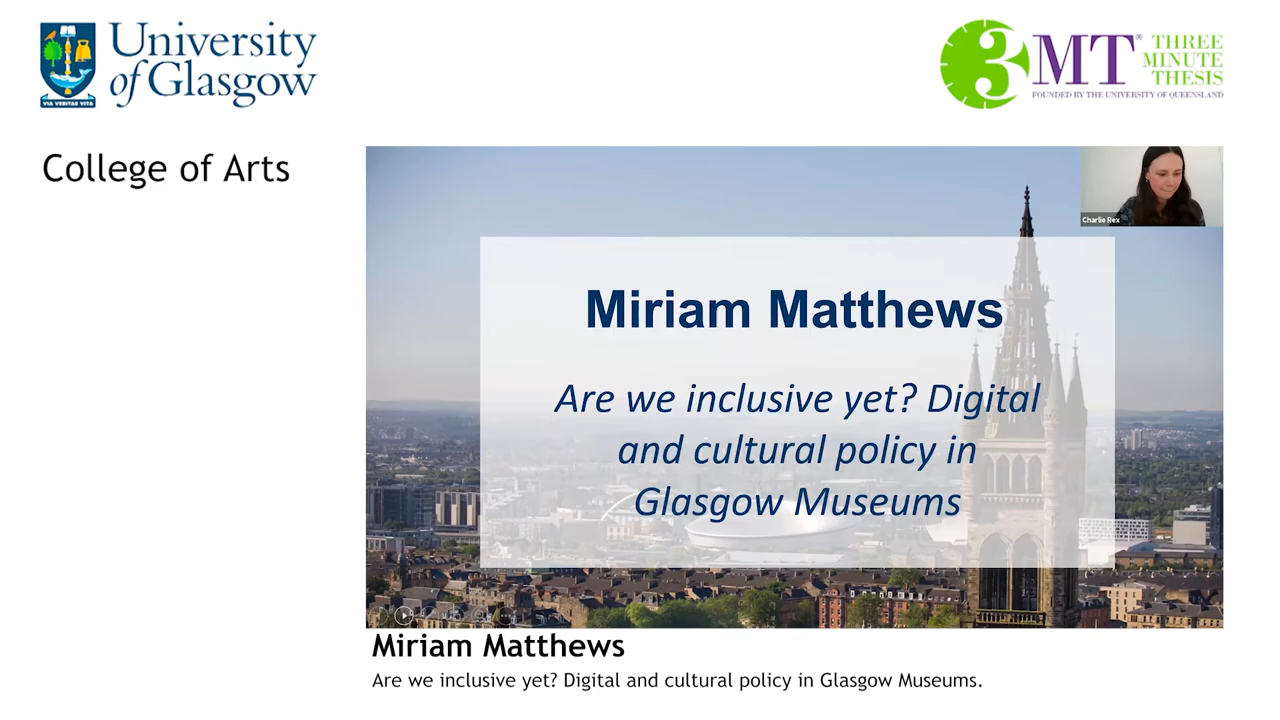 University
of Glasgow
VIA VERITAS VITA
3MT® THREE
MINUTE
THESIS
FOUNDED BY THE UNIVERSITY OF QUEENSLAND
College of Arts
Charlie Rex
Miriam Matthews
Are we inclusive yet? Digital
and cultural policy in
Glasgow Museums
Miriam Matthews
Are we inclusive yet? Digital and cultural policy in Glasgow Museums.